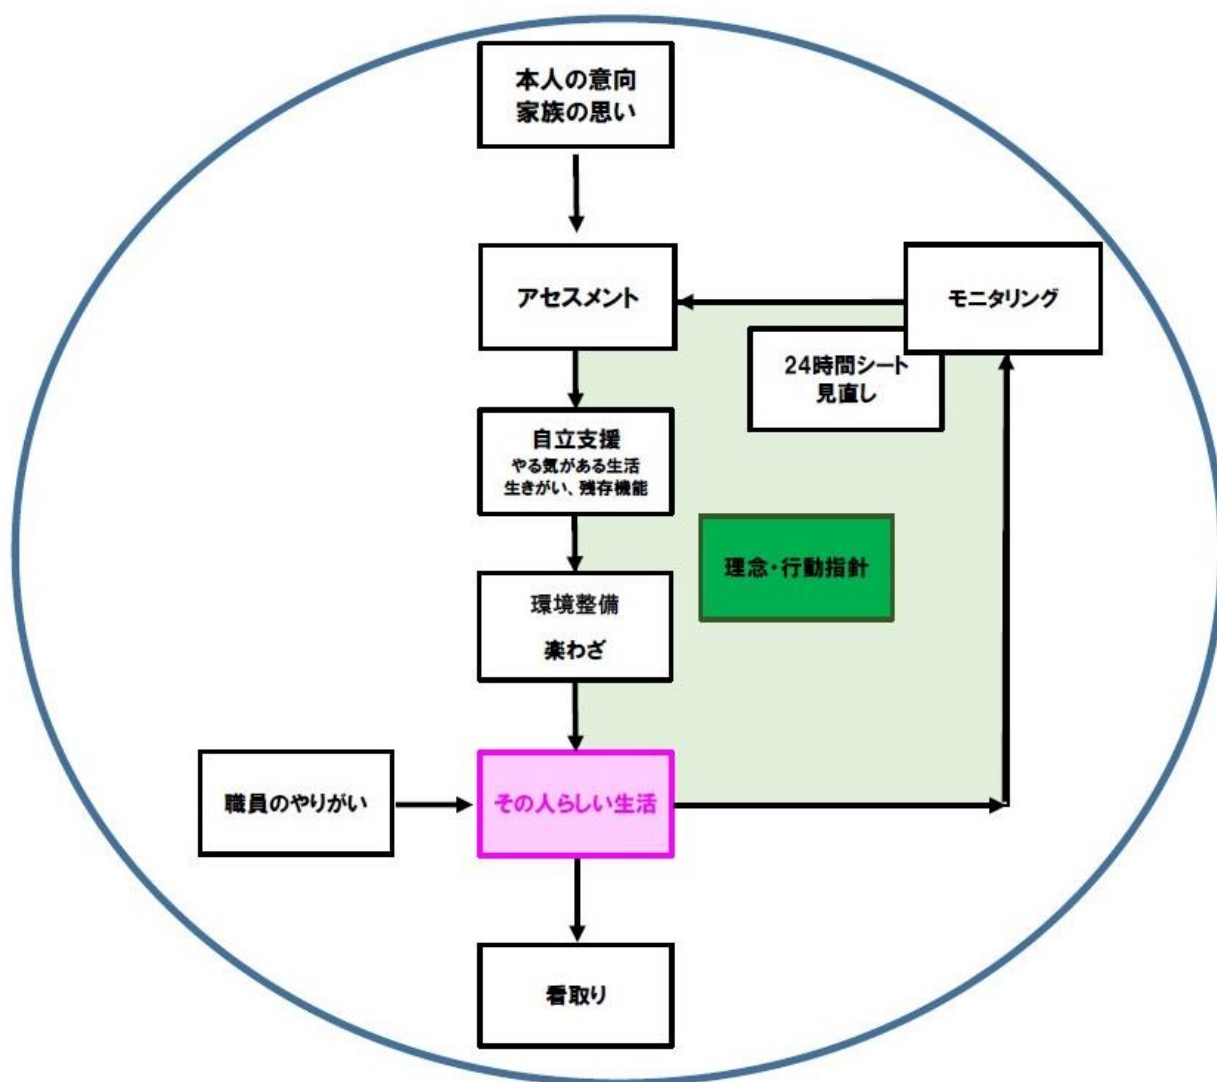 本人の意向
家族の思い
アセスメント
モニタリング
24時間シート
見直し
自立支援
やる気がある生活
生きがい、残存機能
理念・行動指針
環境整備
楽わざ
職員のやりがい
その人らしい生活
看取り